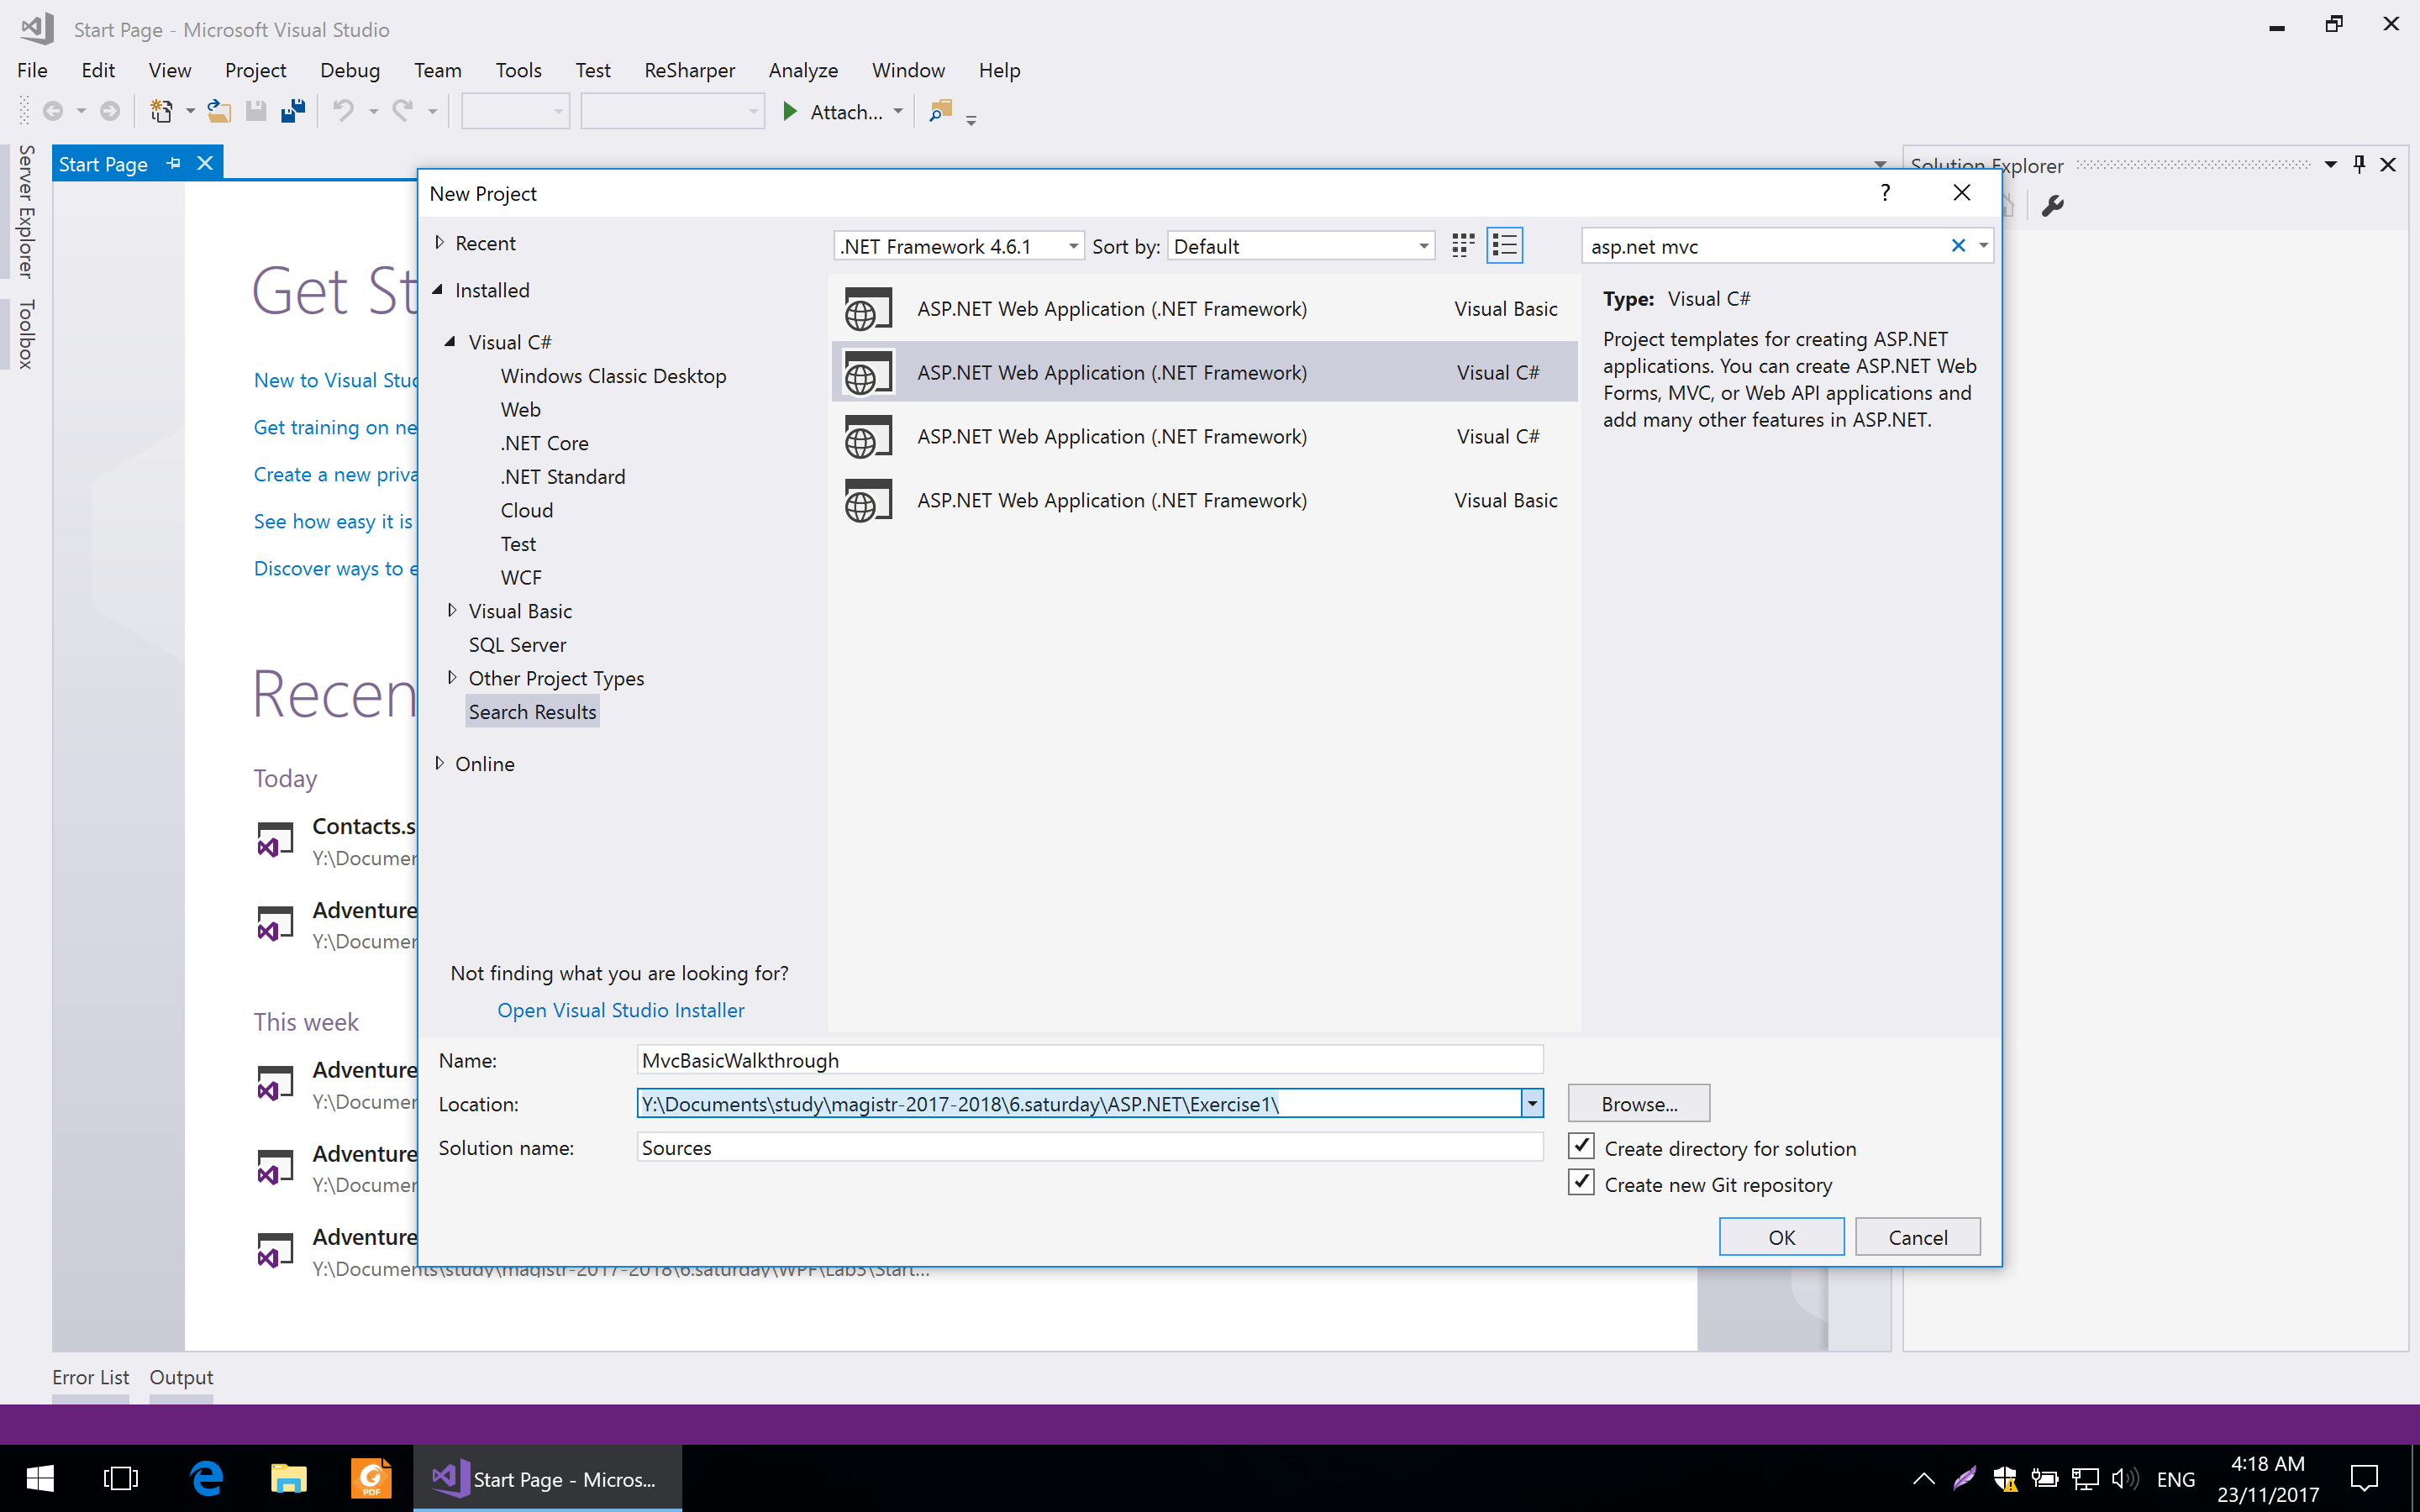 Start Page - Microsoft Visual Studio
File Edit View Project Debug Team Tools Test ReSharper Analyze Window Help
Attach...
Server Explorer
Toolbox
Start Page
Solution Explorer
Get St
New to Visual Stud
Get training on ne
Create a new priva
See how easy it is
Discover ways to e
Recen
Today
Contacts.s
Y:\Documen
Adventure
Y:\Documen
This week
Adventure
Y:\Documen
Adventure
Y:\Documen
Adventure
Y:\Documents\study\magistr-2017-2018\6.saturday\WPF\Lab3\Start...
New Project
?
Recent
Installed
Visual C#
Windows Classic Desktop
Web
.NET Core
.NET Standard
Cloud
Test
WCF
Visual Basic
SQL Server
Other Project Types
Search Results
Online
Not finding what you are looking for?
Open Visual Studio Installer
.NET Framework 4.6.1 Sort by: Default
asp.net mvc
ASP.NET Web Application (.NET Framework) Visual Basic
ASP.NET Web Application (.NET Framework) Visual C#
ASP.NET Web Application (.NET Framework) Visual C#
ASP.NET Web Application (.NET Framework) Visual Basic
Type: Visual C#
Project templates for creating ASP.NET
applications. You can create ASP.NET Web
Forms, MVC, or Web API applications and
add many other features in ASP.NET.
Name: MvcBasicWalkthrough
Location: Y:\Documents\study\magistr-2017-2018\6.saturday\ASP.NET\Exercise1\
Browse...
Solution name: Sources
Create directory for solution
Create new Git repository
OK Cancel
Error List Output
PDF
Start Page - Micros...
ENG
4:18 AM
23/11/2017